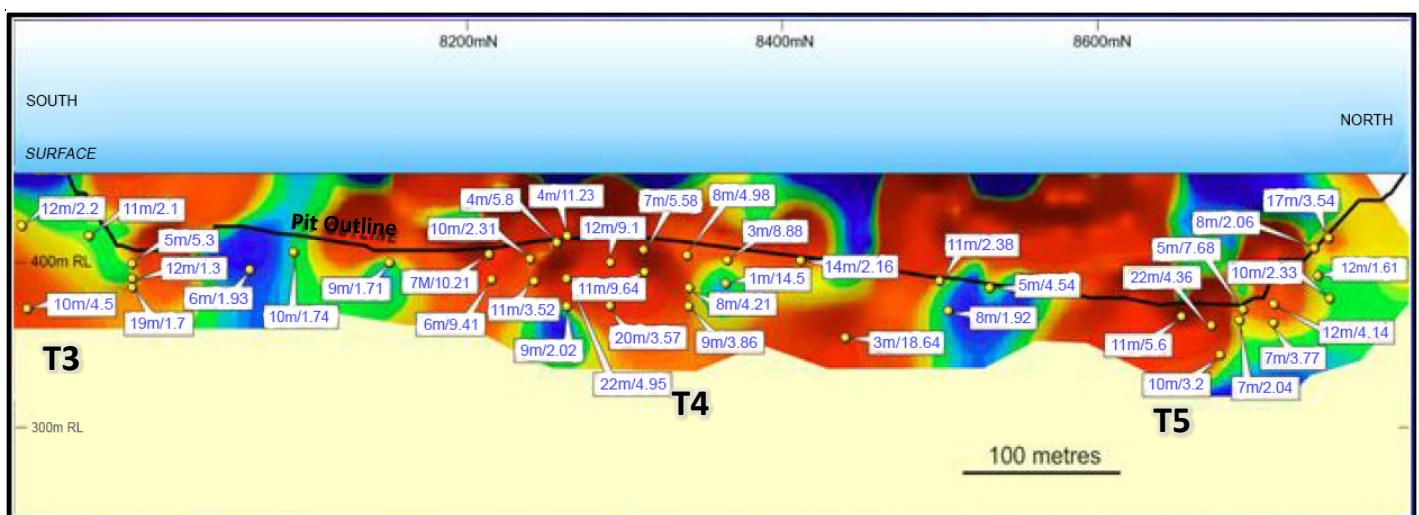 8200mN
8400mN
8600mN
SOUTH
NORTH
SURFACE
4m/5.8
4m/11.23
7m/5.58
8m/4.98
17m/3.54
12m/2.2
11m/2.1
Pit Outline
10m/2.31
12m/9.1
3m/8.88
8m/2.06
5m/5.3
11m/2.38
5m/7.68
400m RL
12m/1.3
14m/2.16
22m/4.36
10m/2.33
12m/1.61
6m/1.93
9m/1.71
7M/10.21
11m/9.64
1m/14.5
5m/4.54
10m/4.5
19m/1.7
10m/1.74
6m/9.41
11m/3.52
8m/4.21
8m/1.92
12m/4.14
9m/2.02
20m/3.57
9m/3.86
3m/18.64
11m/5.6
7m/3.77
T3
22m/4.95
10m/3.2
7m/2.04
T4
T5
300m RL
100 metres